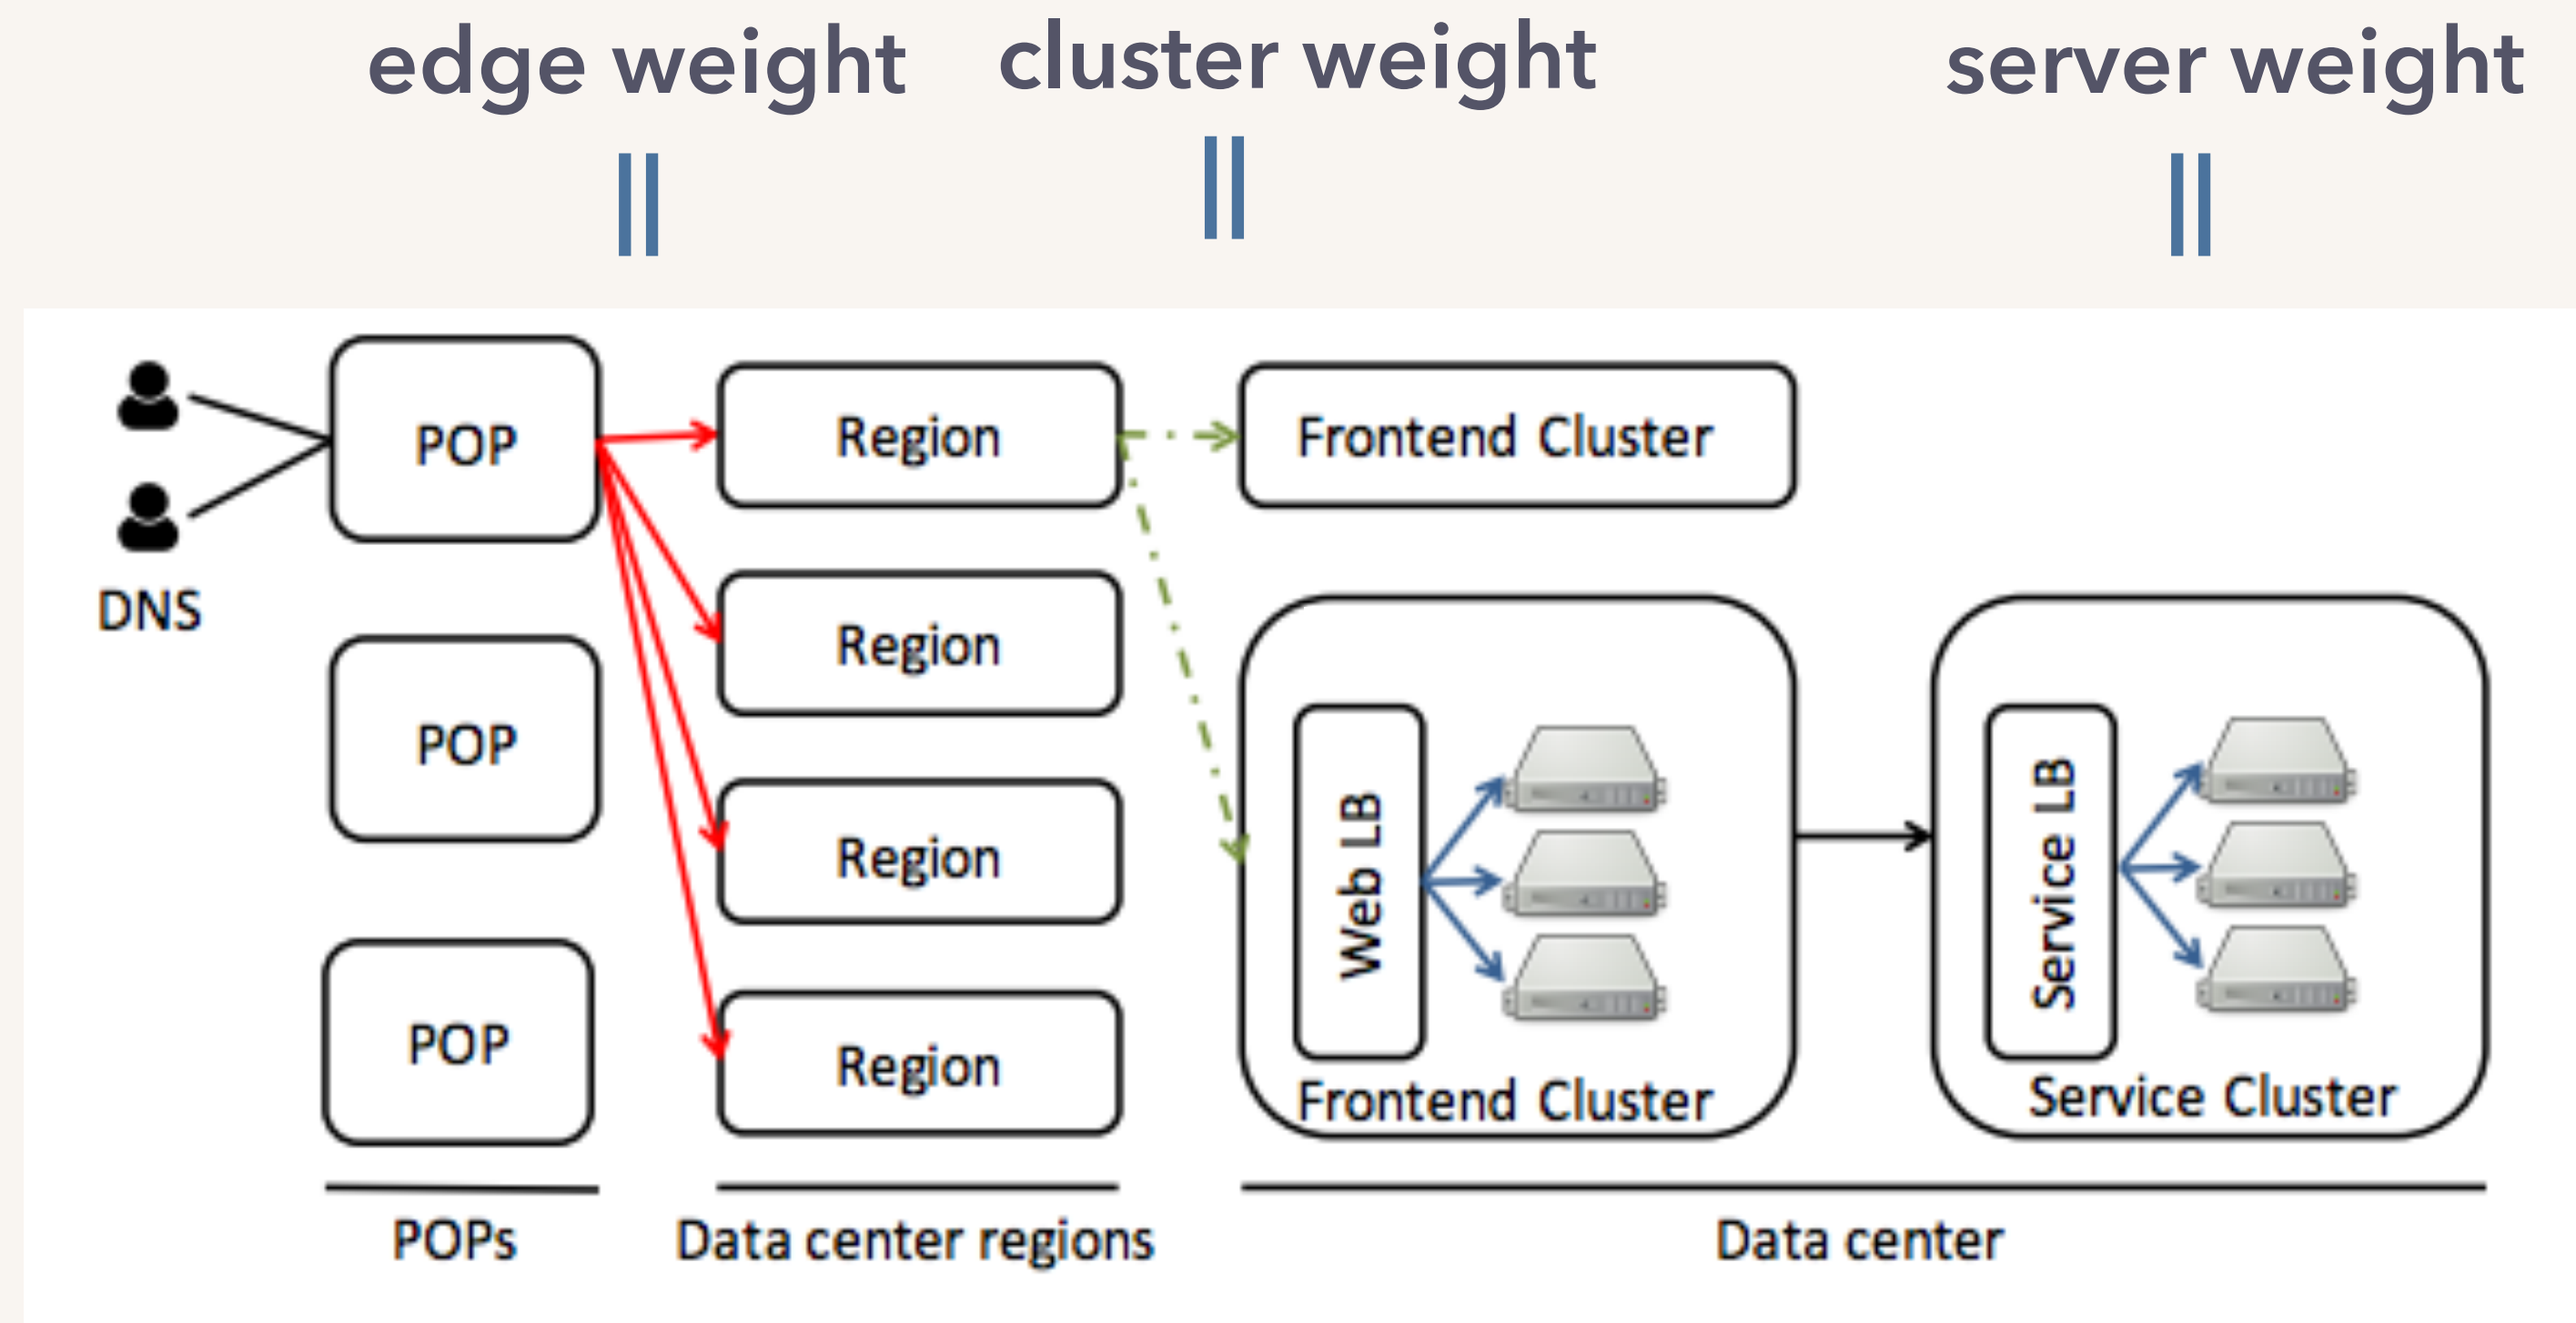 edge weight
cluster weight
server weight
POP
Region
Frontend Cluster
DNS
Region
POP
Region
POP
Region
Web LB
Frontend Cluster
Service LB
Service Cluster
POPs
Data center regions
Data center